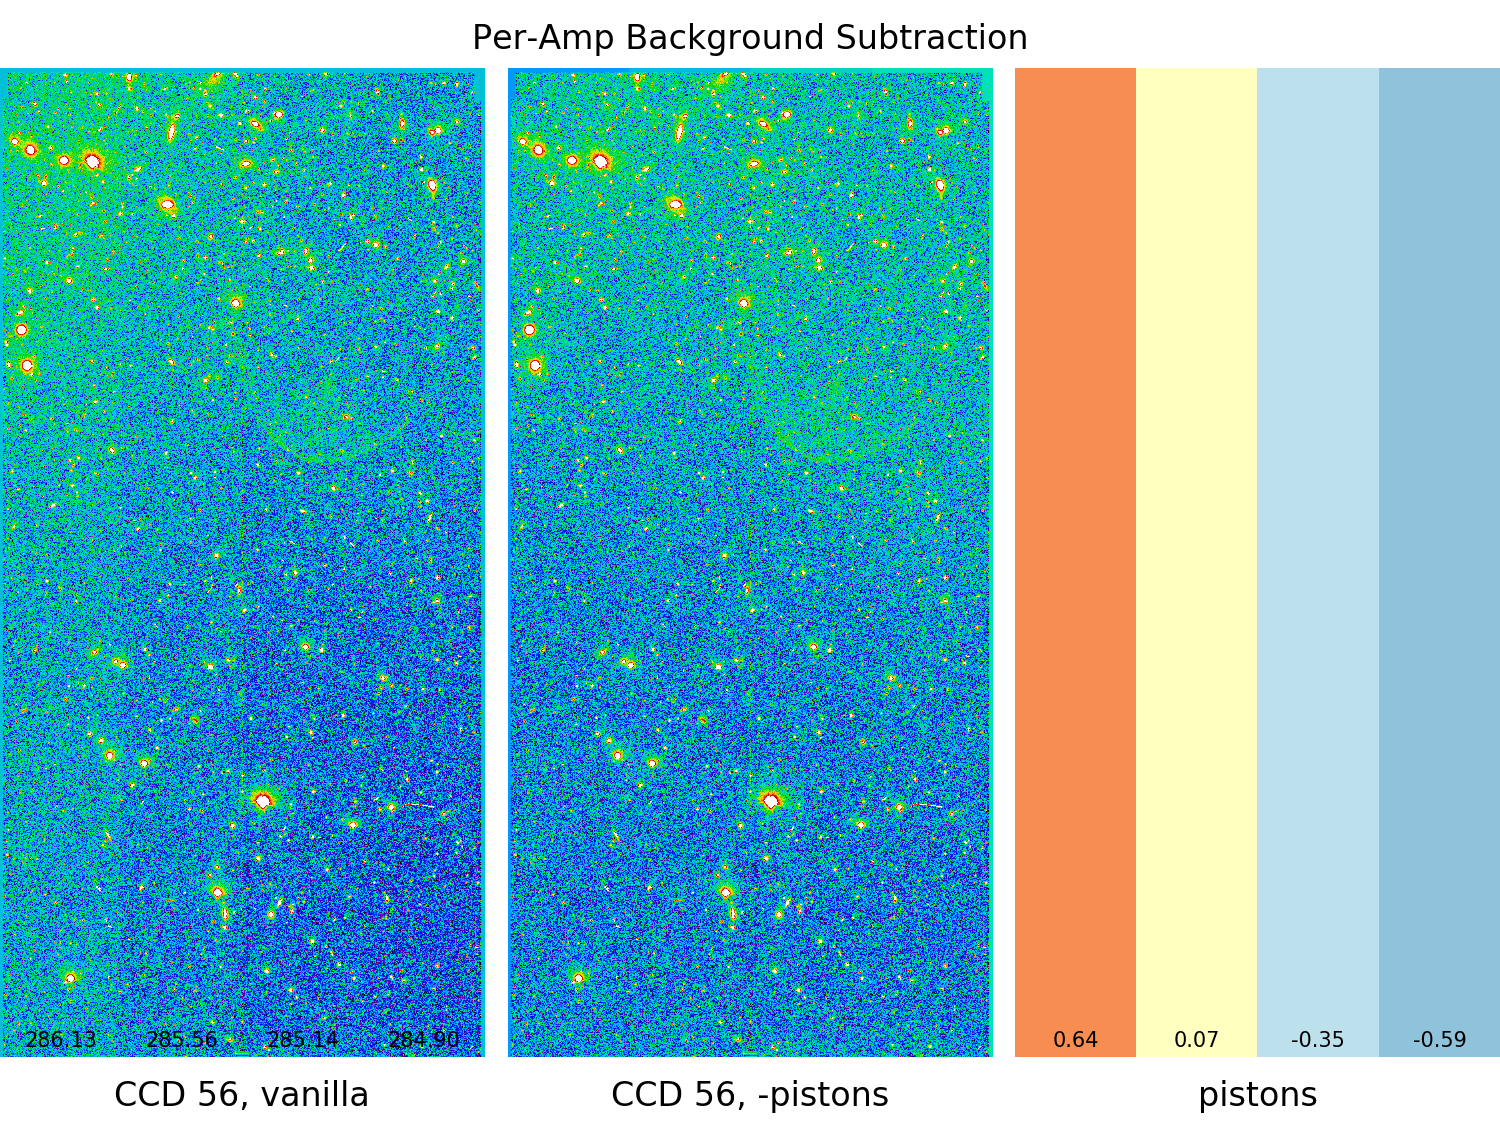 Per-Amp Background Subtraction
286.13 285.56 285.14 284.90
0.64 0.07 -0.35 -0.59
CCD 56, vanilla
CCD 56, -pistons
pistons